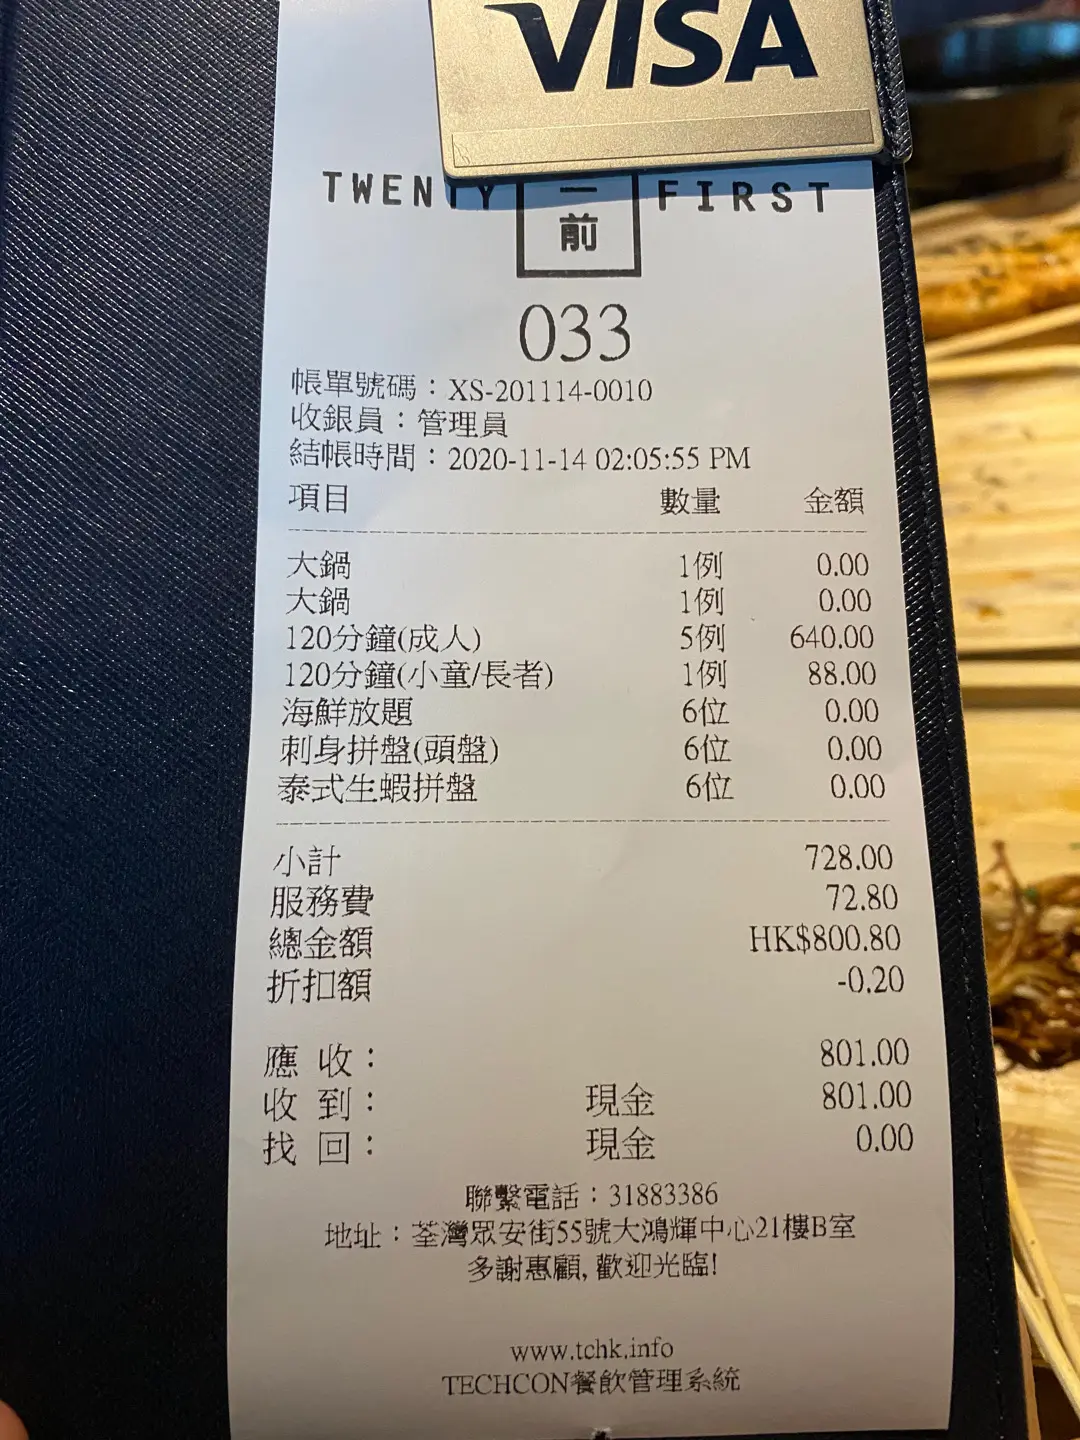 VISA
TWENTY 一前 FIRST
033
帳單號碼：XS-201114-0010
收銀員：管理員
結帳時間：2020-11-14 02:05:55 PM
項目 數量 金額
大鍋 1例 0.00
大鍋 1例 0.00
120分鐘(成人) 5例 640.00
120分鐘(小童/長者) 1例 88.00
海鮮放題 6位 0.00
刺身拼盤(頭盤) 6位 0.00
泰式生蝦拼盤 6位 0.00
小計 728.00
服務費 72.80
總金額 HK$800.80
折扣額 -0.20
應 收： 801.00
收 到： 現金 801.00
找 回： 現金 0.00
聯繫電話：31883386
地址：荃灣眾安街55號大鴻輝中心21樓B室
多謝惠顧, 歡迎光臨!
www.tchk.info
TECHCON餐飲管理系統